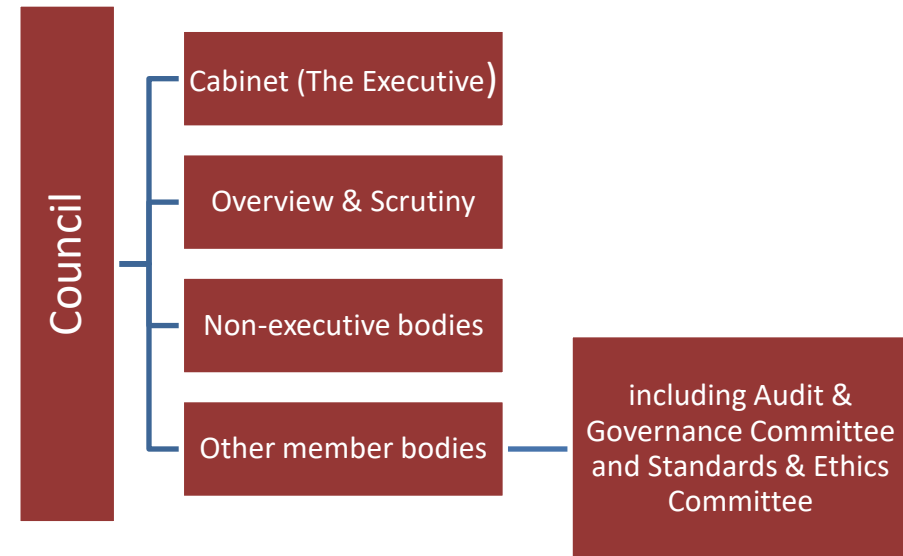 Council
Cabinet (The Executive)
Overview & Scrutiny
Non-executive bodies
Other member bodies
including Audit &
Governance Committee
and Standards & Ethics
Committee